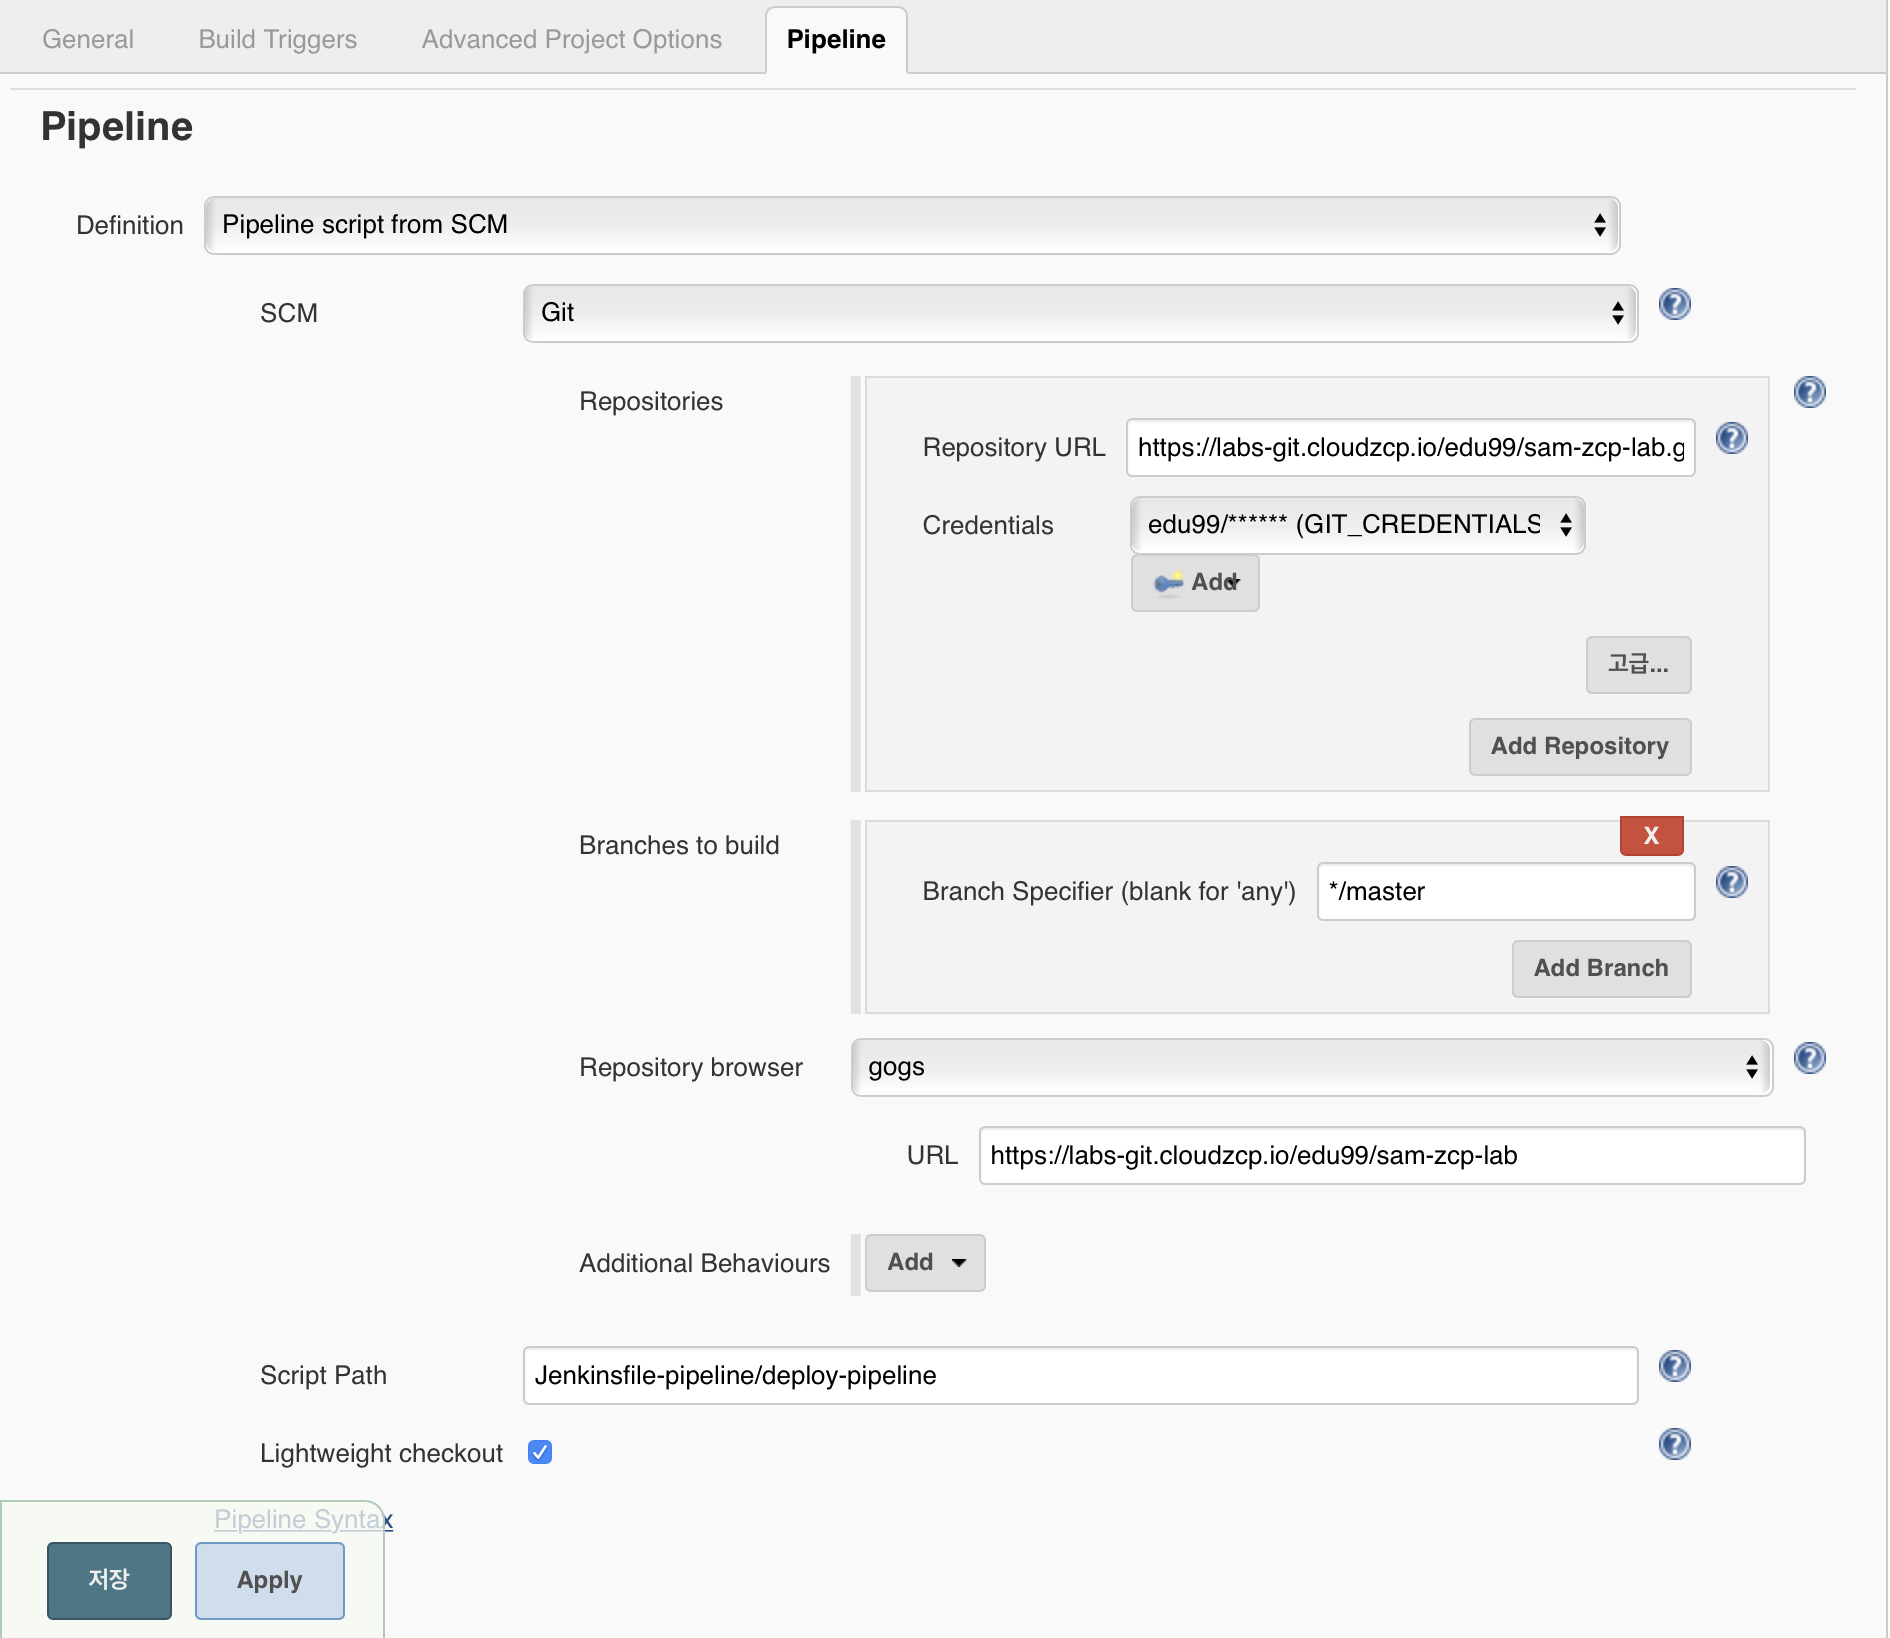 General Build Triggers Advanced Project Options Pipeline
Pipeline
Definition Pipeline script from SCM
SCM Git
Repositories
Repository URL https://labs-git.cloudzcp.io/edu99/sam-zcp-lab.g
Credentials edu99/****** (GIT_CREDENTIALS
Add
고급...
Add Repository
Branches to build
X
Branch Specifier (blank for 'any') */master
Add Branch
Repository browser gogs
URL https://labs-git.cloudzcp.io/edu99/sam-zcp-lab
Additional Behaviours Add
Script Path Jenkinsfile-pipeline/deploy-pipeline
Lightweight checkout
Pipeline Syntax
저장 Apply